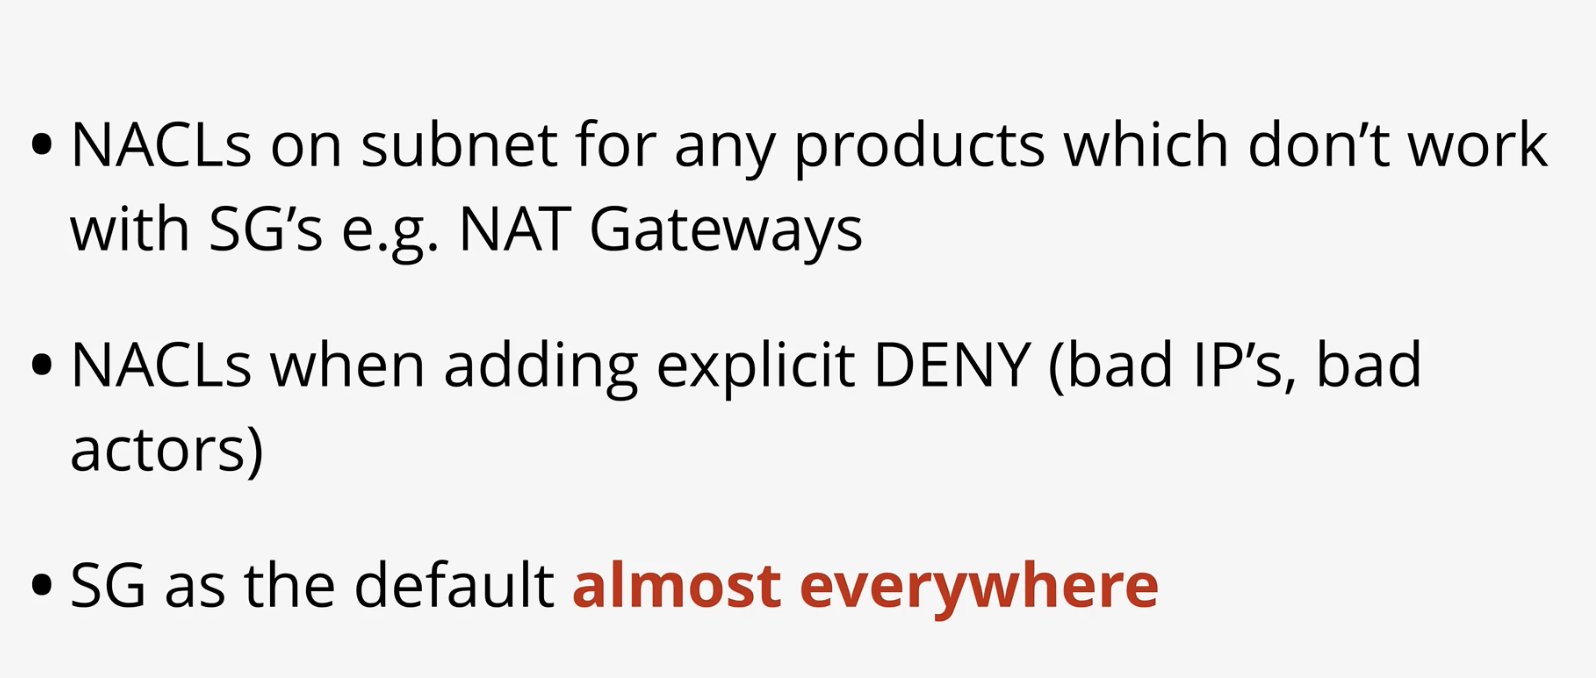 • NACLs on subnet for any products which don’t work
with SG’s e.g. NAT Gateways
• NACLs when adding explicit DENY (bad IP’s, bad
actors)
• SG as the default almost everywhere